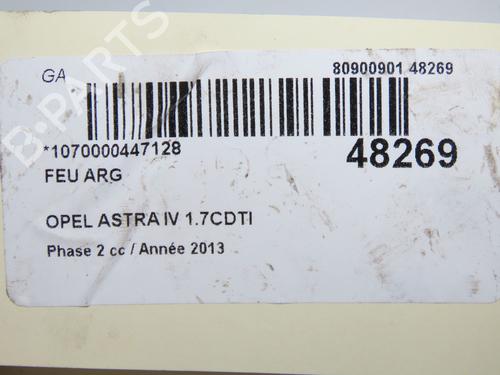 GA
80900901 48269
*1070000447128
48269
FEU ARG
OPEL ASTRA IV 1.7CDTI
Phase 2 cc / Année 2013
B-PARTS